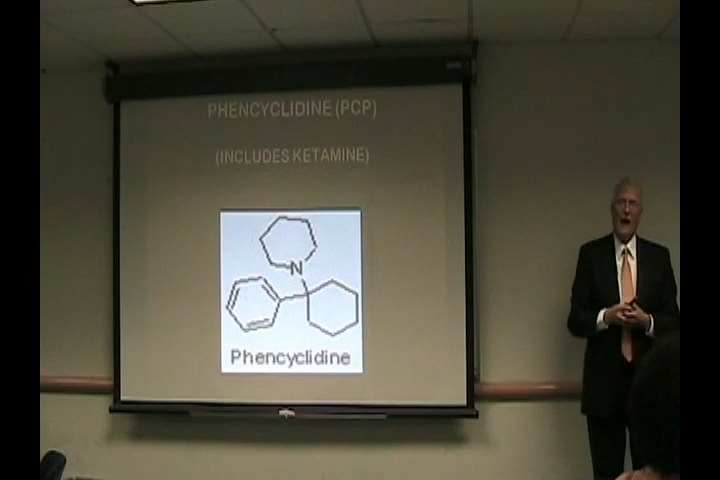 PHENCYCLIDINE (PCP)
(INCLUDES KETAMINE)
N
Phencyclidine